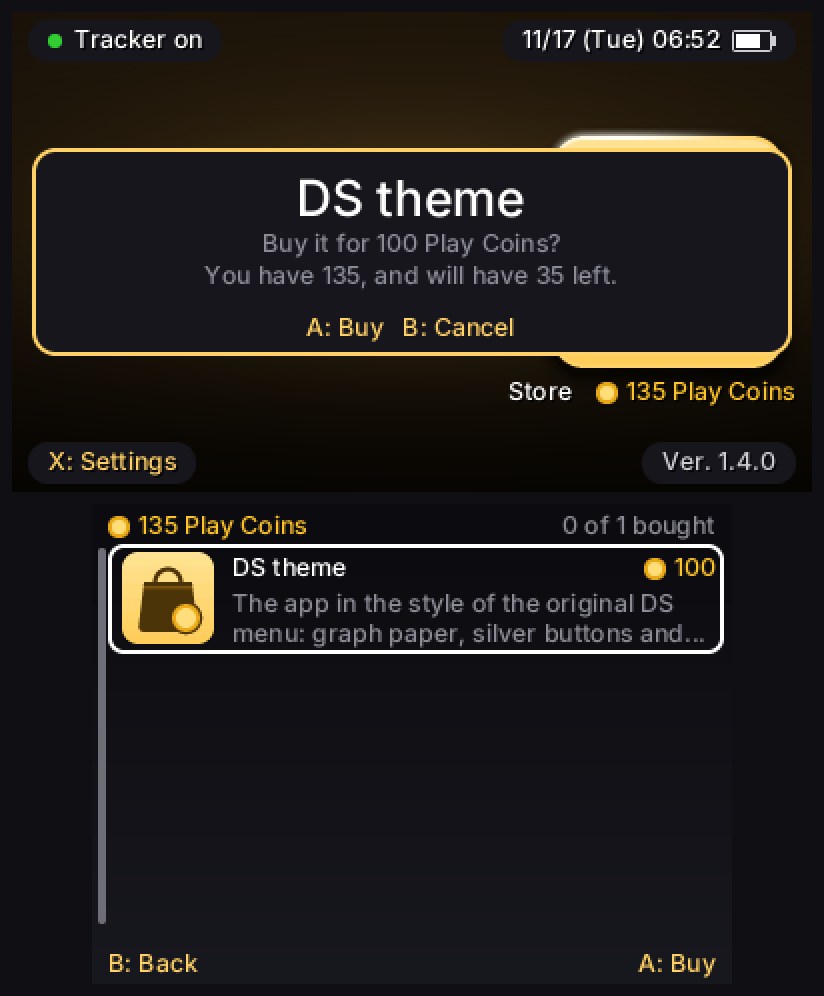 Tracker on
11/17 (Tue) 06:52
DS theme
Buy it for 100 Play Coins?
You have 135, and will have 35 left.
A: Buy B: Cancel
Store 135 Play Coins
X: Settings
Ver. 1.4.0
135 Play Coins
0 of 1 bought
DS theme
100
The app in the style of the original DS
menu: graph paper, silver buttons and...
B: Back
A: Buy